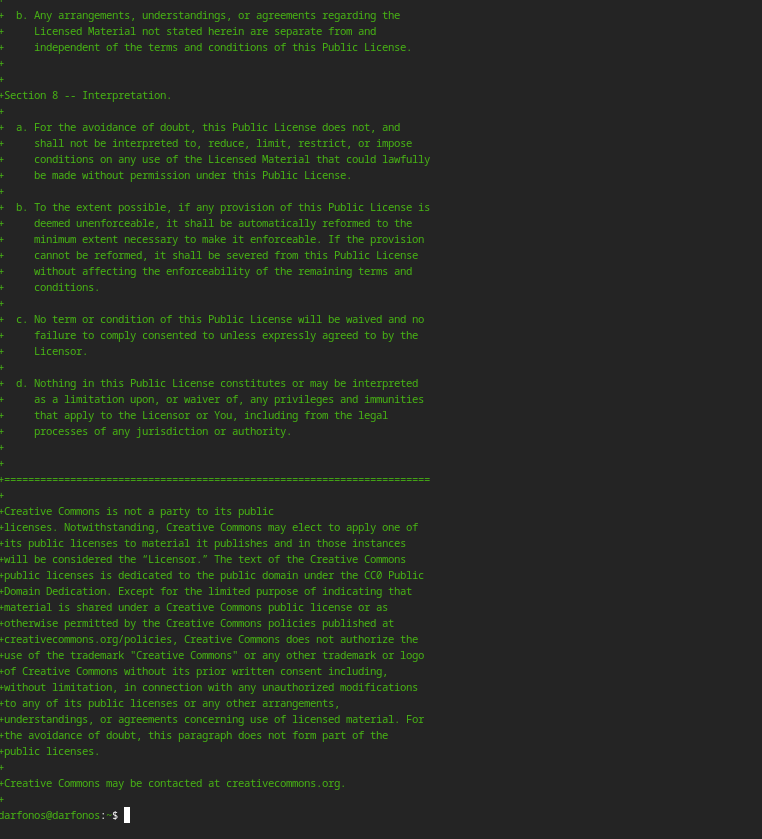 +  b. Any arrangements, understandings, or agreements regarding the
+     Licensed Material not stated herein are separate from and
+     independent of the terms and conditions of this Public License.
+
+
+Section 8 -- Interpretation.
+
+  a. For the avoidance of doubt, this Public License does not, and
+     shall not be interpreted to, reduce, limit, restrict, or impose
+     conditions on any use of the Licensed Material that could lawfully
+     be made without permission under this Public License.
+
+  b. To the extent possible, if any provision of this Public License is
+     deemed unenforceable, it shall be automatically reformed to the
+     minimum extent necessary to make it enforceable. If the provision
+     cannot be reformed, it shall be severed from this Public License
+     without affecting the enforceability of the remaining terms and
+     conditions.
+
+  c. No term or condition of this Public License will be waived and no
+     failure to comply consented to unless expressly agreed to by the
+     Licensor.
+
+  d. Nothing in this Public License constitutes or may be interpreted
+     as a limitation upon, or waiver of, any privileges and immunities
+     that apply to the Licensor or You, including from the legal
+     processes of any jurisdiction or authority.
+
+
+=======================================================================
+
+Creative Commons is not a party to its public
+licenses. Notwithstanding, Creative Commons may elect to apply one of
+its public licenses to material it publishes and in those instances
+will be considered the “Licensor.” The text of the Creative Commons
+public licenses is dedicated to the public domain under the CC0 Public
+Domain Dedication. Except for the limited purpose of indicating that
+material is shared under a Creative Commons public license or as
+otherwise permitted by the Creative Commons policies published at
+creativecommons.org/policies, Creative Commons does not authorize the
+use of the trademark "Creative Commons" or any other trademark or logo
+of Creative Commons without its prior written consent including,
+without limitation, in connection with any unauthorized modifications
+to any of its public licenses or any other arrangements,
+understandings, or agreements concerning use of licensed material. For
+the avoidance of doubt, this paragraph does not form part of the
+public licenses.
+
+Creative Commons may be contacted at creativecommons.org.
+
darfonos@darfonos:~$